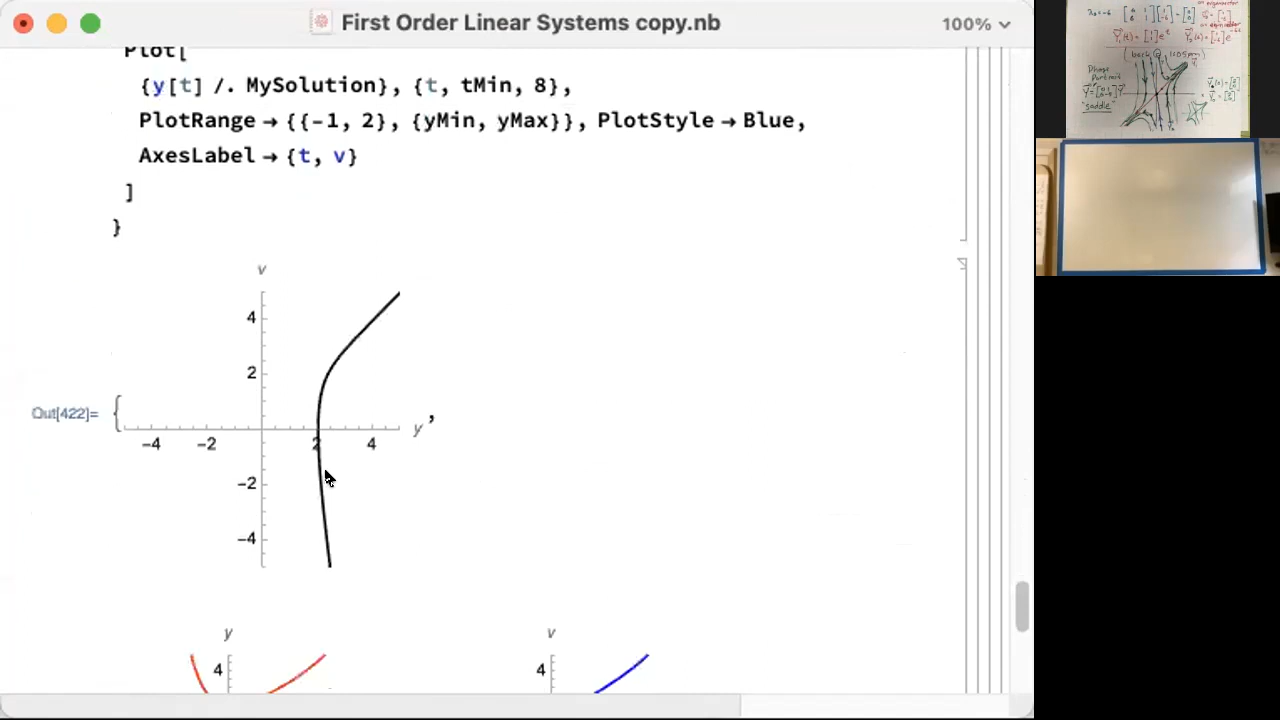 First Order Linear Systems copy.nb
100%
Plot[
{y[t] /. MySolution}, {t, tMin, 8},
PlotRange → {{-1, 2}, {yMin, yMax}}, PlotStyle → Blue,
AxesLabel → {t, v}
]
}
v
4
2
Out[422]= {
-4 -2 2 4 y ,
-2
-4
y
4
v
4
Phase
Portrait
"saddle"